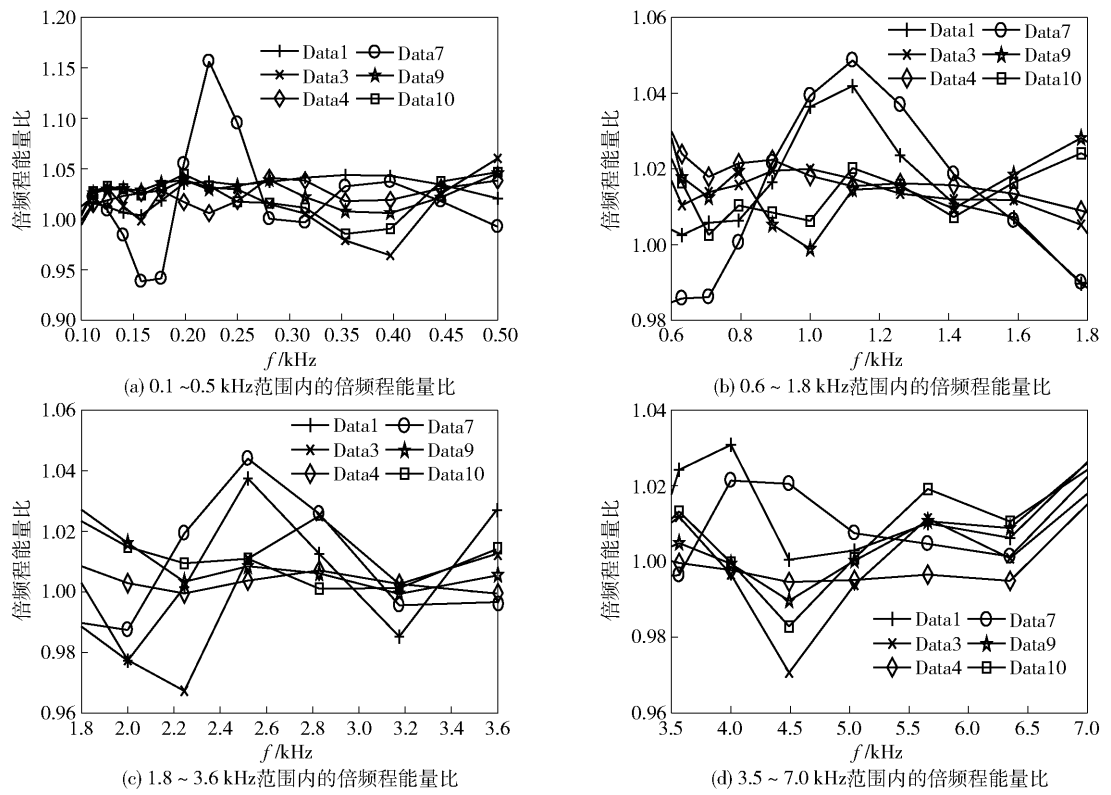 1.20
1.15
1.10
1.05
1.00
0.95
0.90
倍频程能量比
Data1 Data7
Data3 Data9
Data4 Data10
0.10 0.15 0.20 0.25 0.30 0.35 0.40 0.45 0.50
f/kHz
(a) 0.1 ~0.5 kHz范围内的倍频程能量比
1.06
1.04
1.02
1.00
0.98
倍频程能量比
Data1 Data7
Data3 Data9
Data4 Data10
0.6 0.8 1.0 1.2 1.4 1.6 1.8
f/kHz
(b) 0.6 ~ 1.8 kHz范围内的倍频程能量比
1.06
1.04
1.02
1.00
0.98
0.96
倍频程能量比
Data1 Data7
Data3 Data9
Data4 Data10
1.8 2.0 2.2 2.4 2.6 2.8 3.0 3.2 3.4 3.6
f/kHz
(c) 1.8 ~ 3.6 kHz范围内的倍频程能量比
1.04
1.02
1.00
0.98
0.96
倍频程能量比
Data1 Data7
Data3 Data9
Data4 Data10
3.5 4.0 4.5 5.0 5.5 6.0 6.5 7.0
f/kHz
(d) 3.5 ~ 7.0 kHz范围内的倍频程能量比